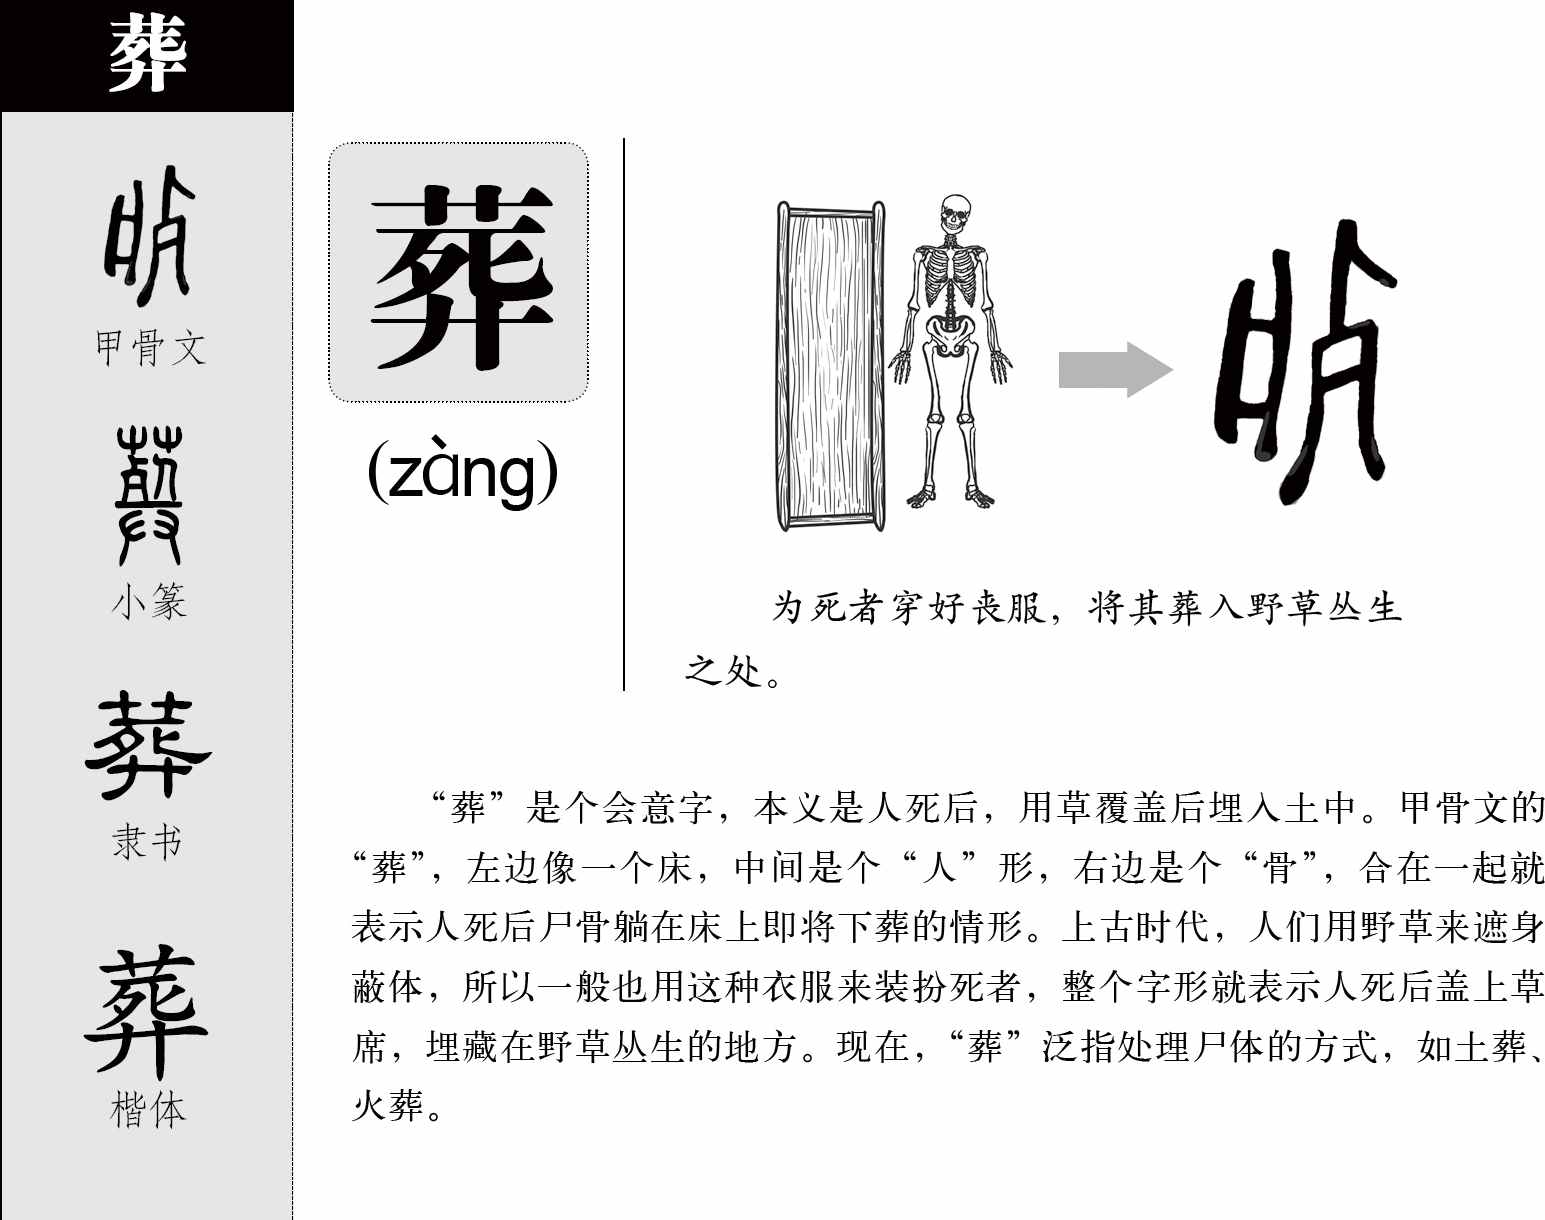 葬
甲骨文
小篆
隶书
楷体
葬
(zàng)
为死者穿好丧服，将其葬入野草丛生
之处。
“葬”是个会意字，本义是人死后，用草覆盖后埋入土中。甲骨文的
“葬”，左边像一个床，中间是个“人”形，右边是个“骨”，合在一起就
表示人死后尸骨躺在床上即将下葬的情形。上古时代，人们用野草来遮身
蔽体，所以一般也用这种衣服来装扮死者，整个字形就表示人死后盖上草
席，埋藏在野草丛生的地方。现在，“葬”泛指处理尸体的方式，如土葬、
火葬。